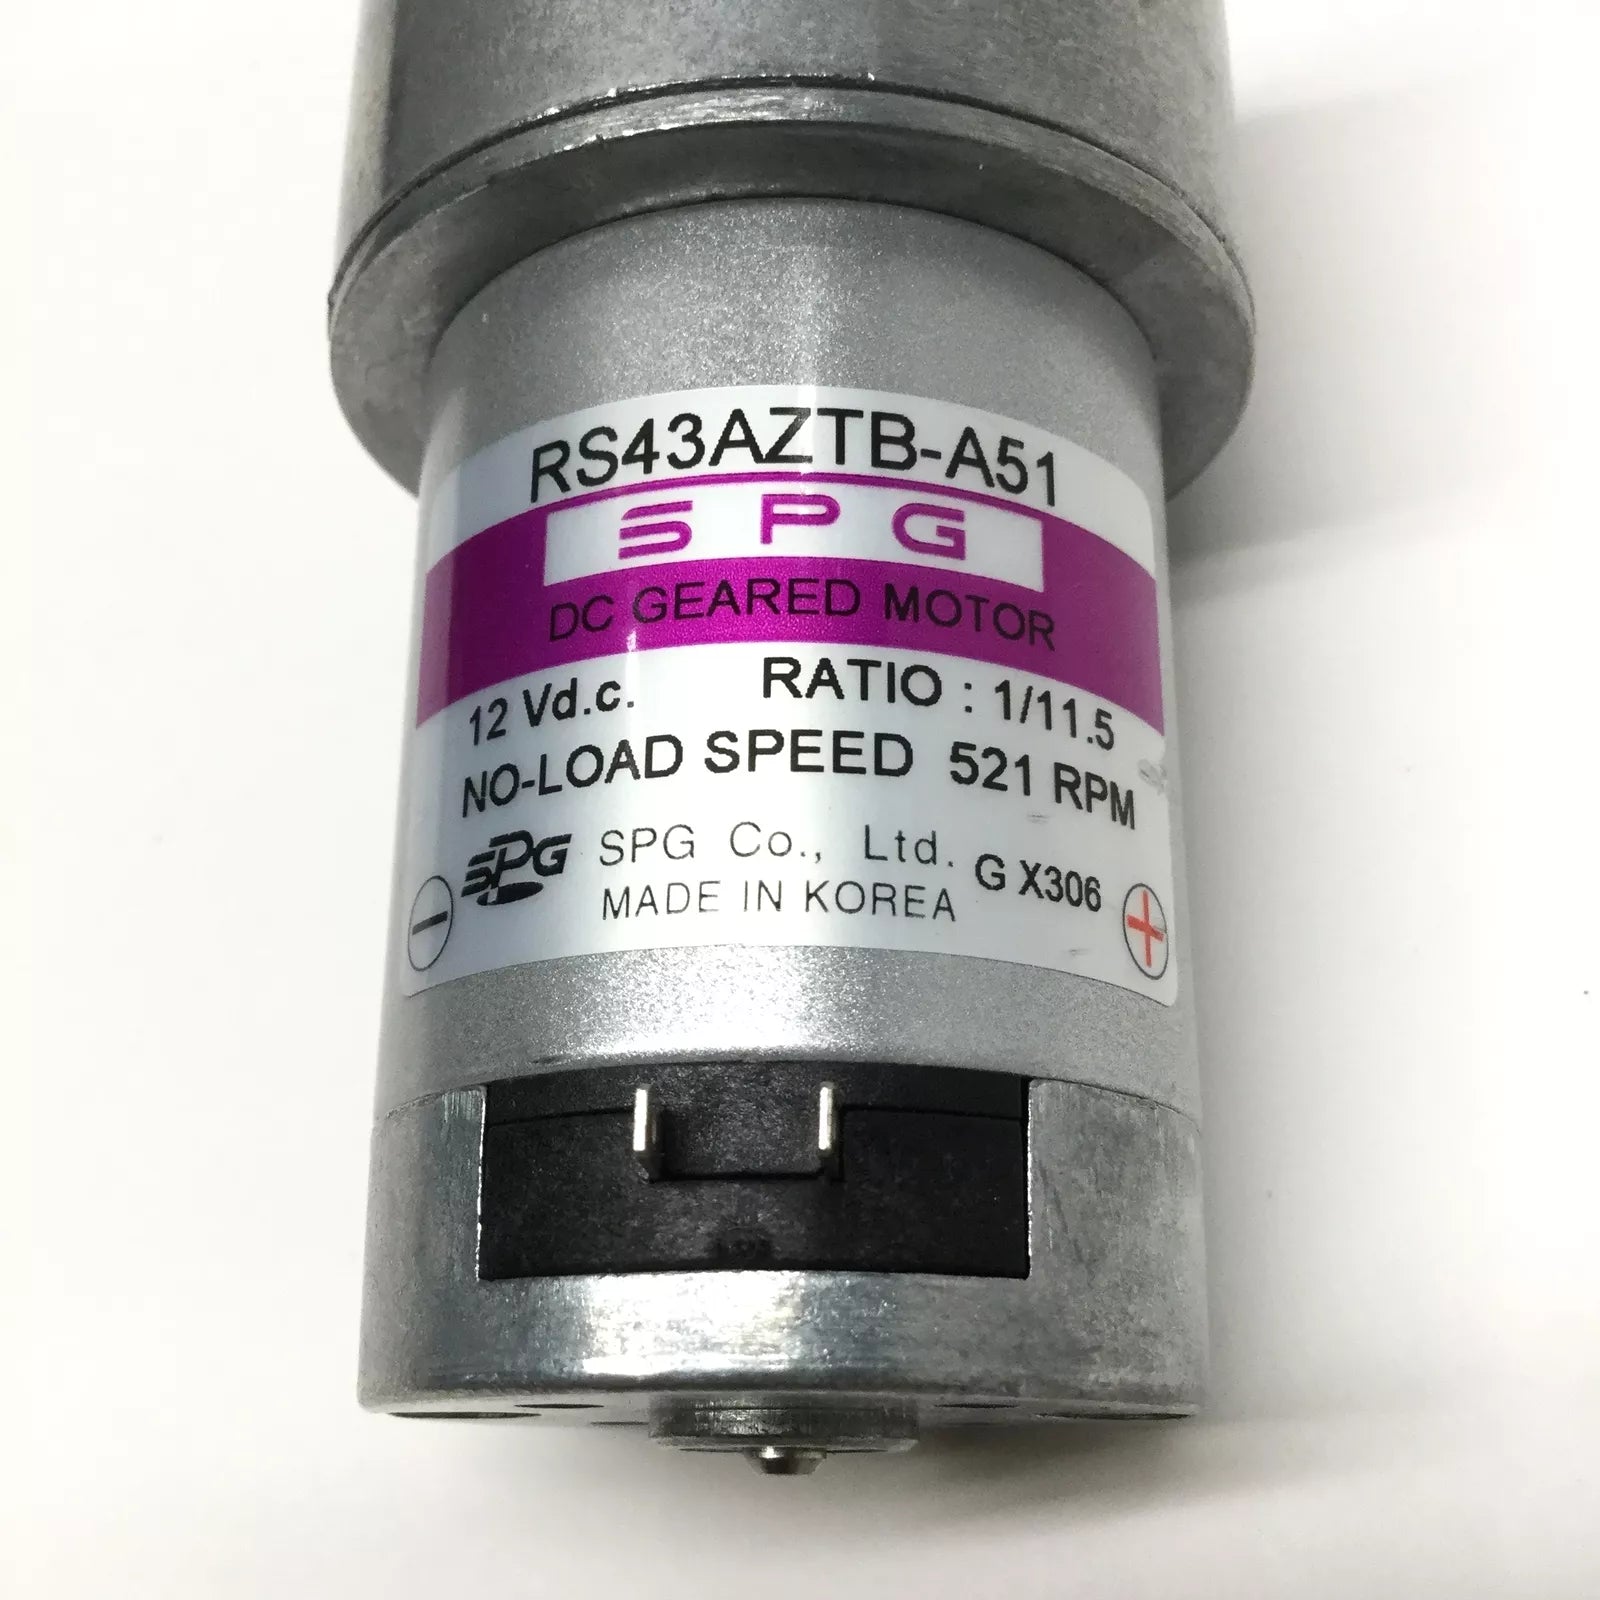 RS43AZTB-A51
SPG
DC GEARED MOTOR
12 Vd.c. RATIO : 1/11.5
NO-LOAD SPEED 521 RPM
SPG SPG Co., Ltd. G X306
MADE IN KOREA
− +